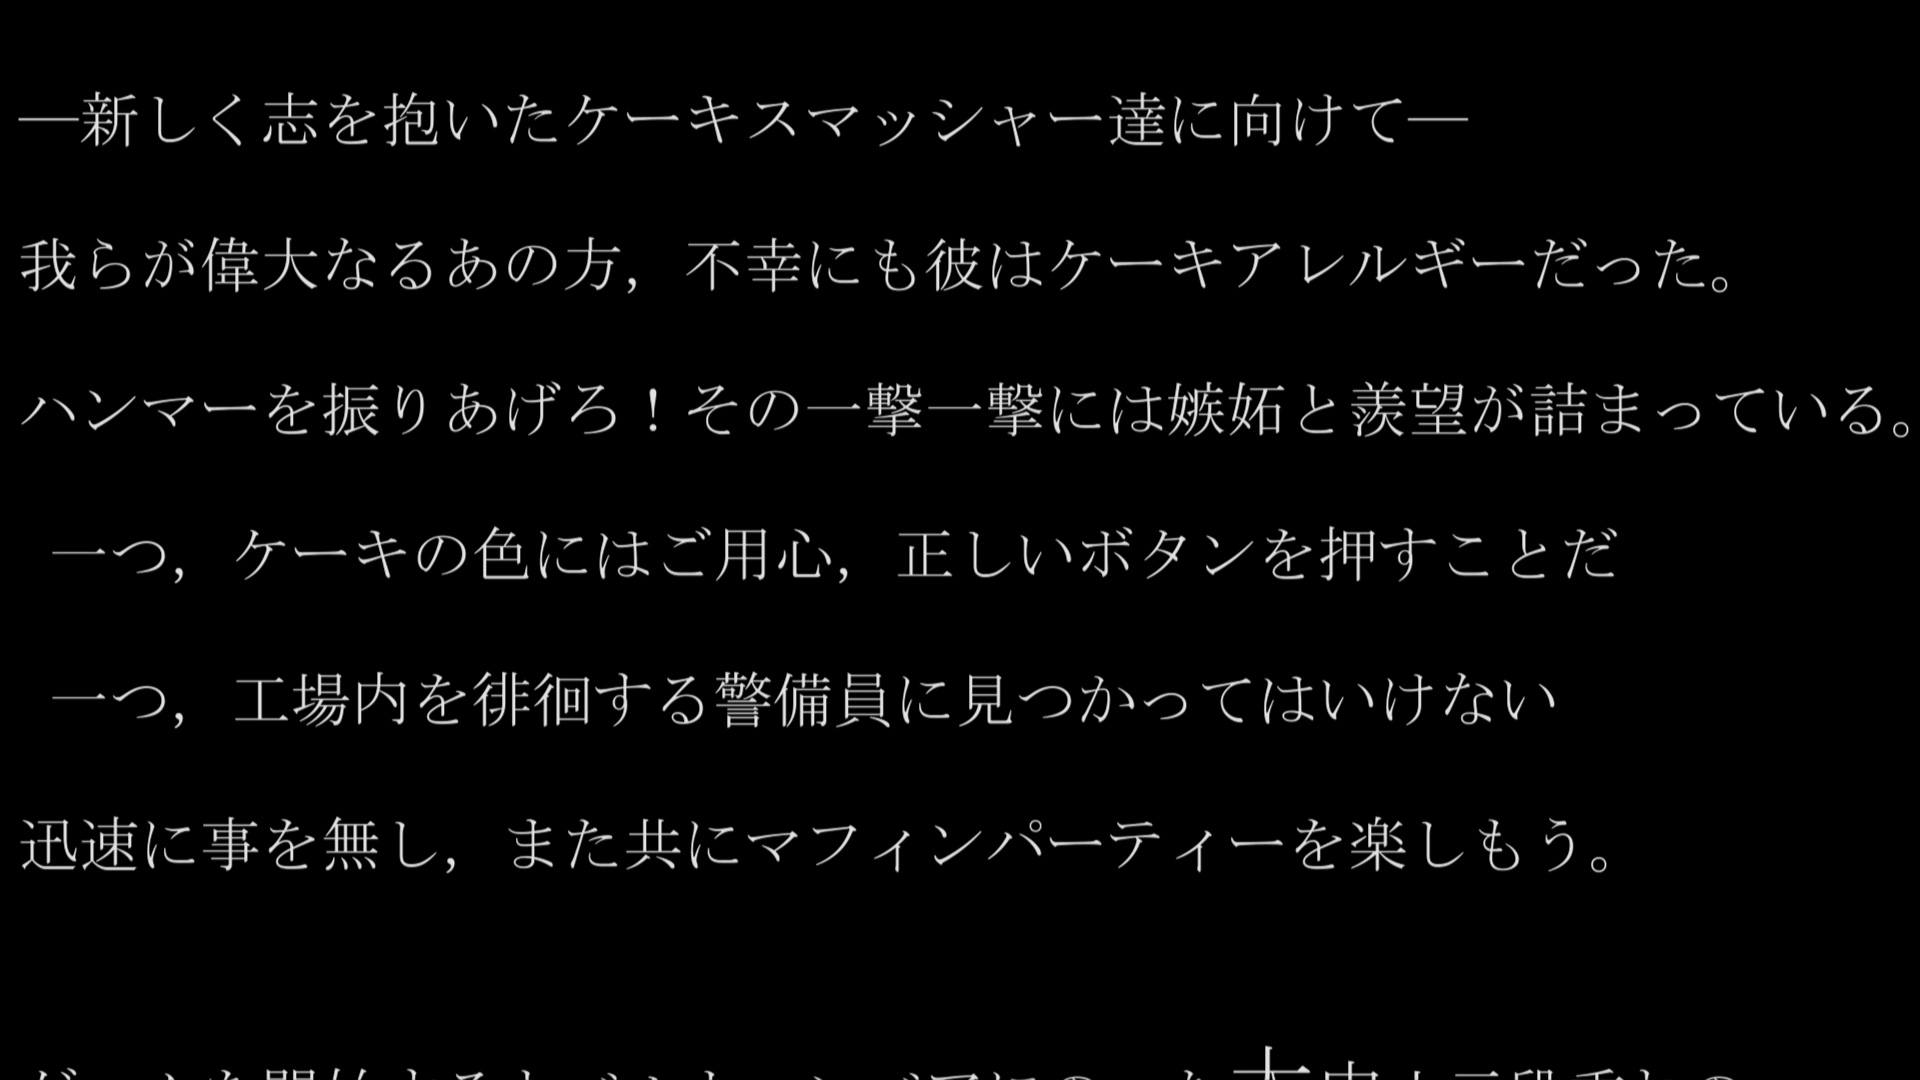 —新しく志を抱いたケーキスマッシャー達に向けて—
我らが偉大なるあの方，不幸にも彼はケーキアレルギーだった。
ハンマーを振りあげろ！その一撃一撃には嫉妬と羨望が詰まっている。
一つ，ケーキの色にはご用心，正しいボタンを押すことだ
一つ，工場内を徘徊する警備員に見つかってはいけない
迅速に事を無し，また共にマフィンパーティーを楽しもう。